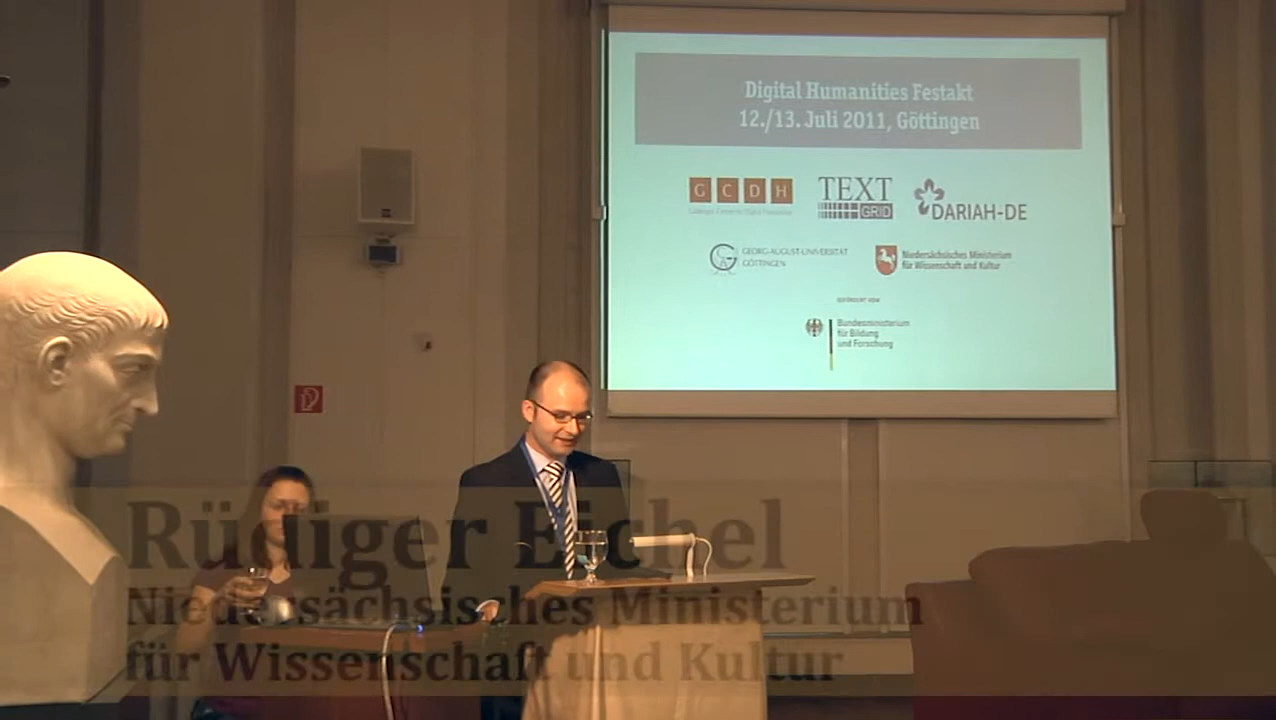 Digital Humanities Festakt
12./13. Juli 2011, Göttingen
G C D H
TEXT
GRID
DARIAH-DE
GEORG-AUGUST-UNIVERSITÄT
GÖTTINGEN
Niedersächsisches Ministerium
für Wissenschaft und Kultur
Bundesministerium
für Bildung
und Forschung
Rüdiger Eichel
Niedersächsisches Ministerium
für Wissenschaft und Kultur